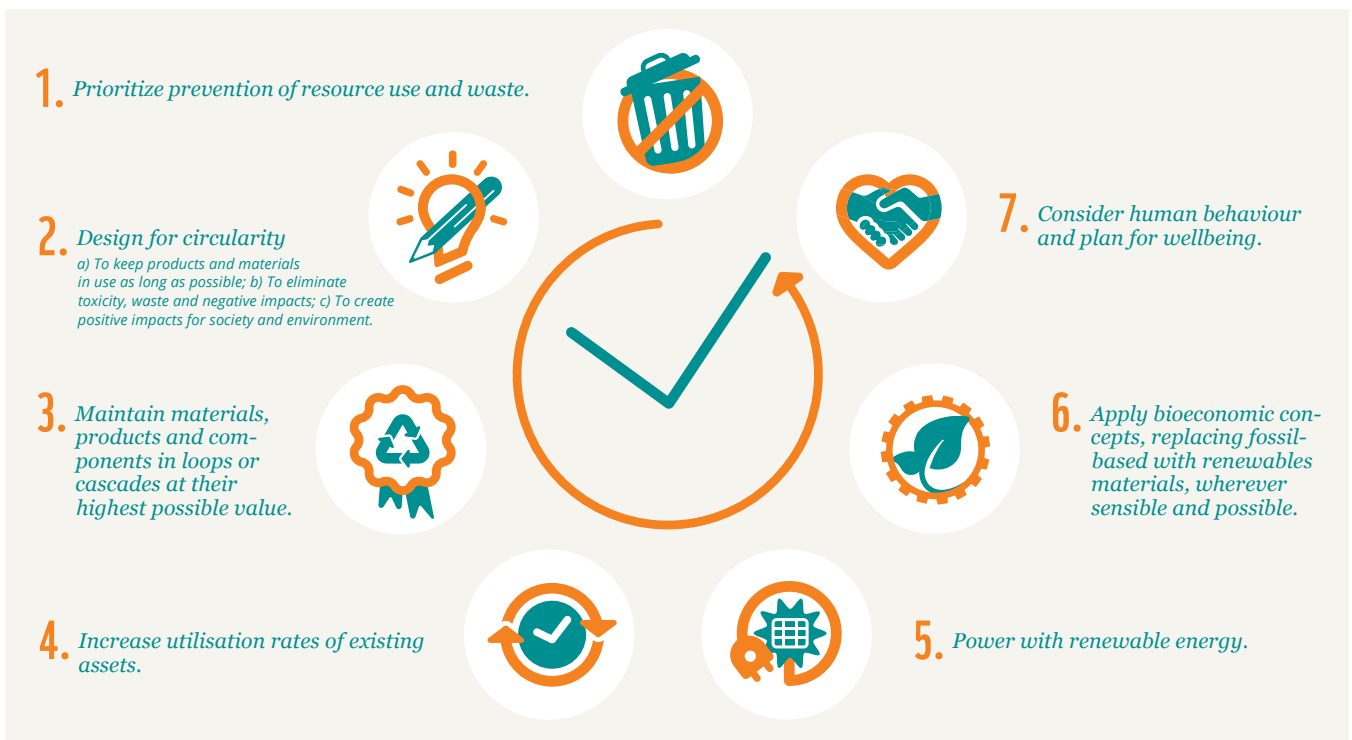 1. Prioritize prevention of resource use and waste.
2. Design for circularity
a) To keep products and materials
in use as long as possible; b) To eliminate
toxicity, waste and negative impacts; c) To create
positive impacts for society and environment.
3. Maintain materials,
products and com-
ponents in loops or
cascades at their
highest possible value.
4. Increase utilisation rates of existing
assets.
5. Power with renewable energy.
6. Apply bioeconomic con-
cepts, replacing fossil-
based with renewables
materials, wherever
sensible and possible.
7. Consider human behaviour
and plan for wellbeing.